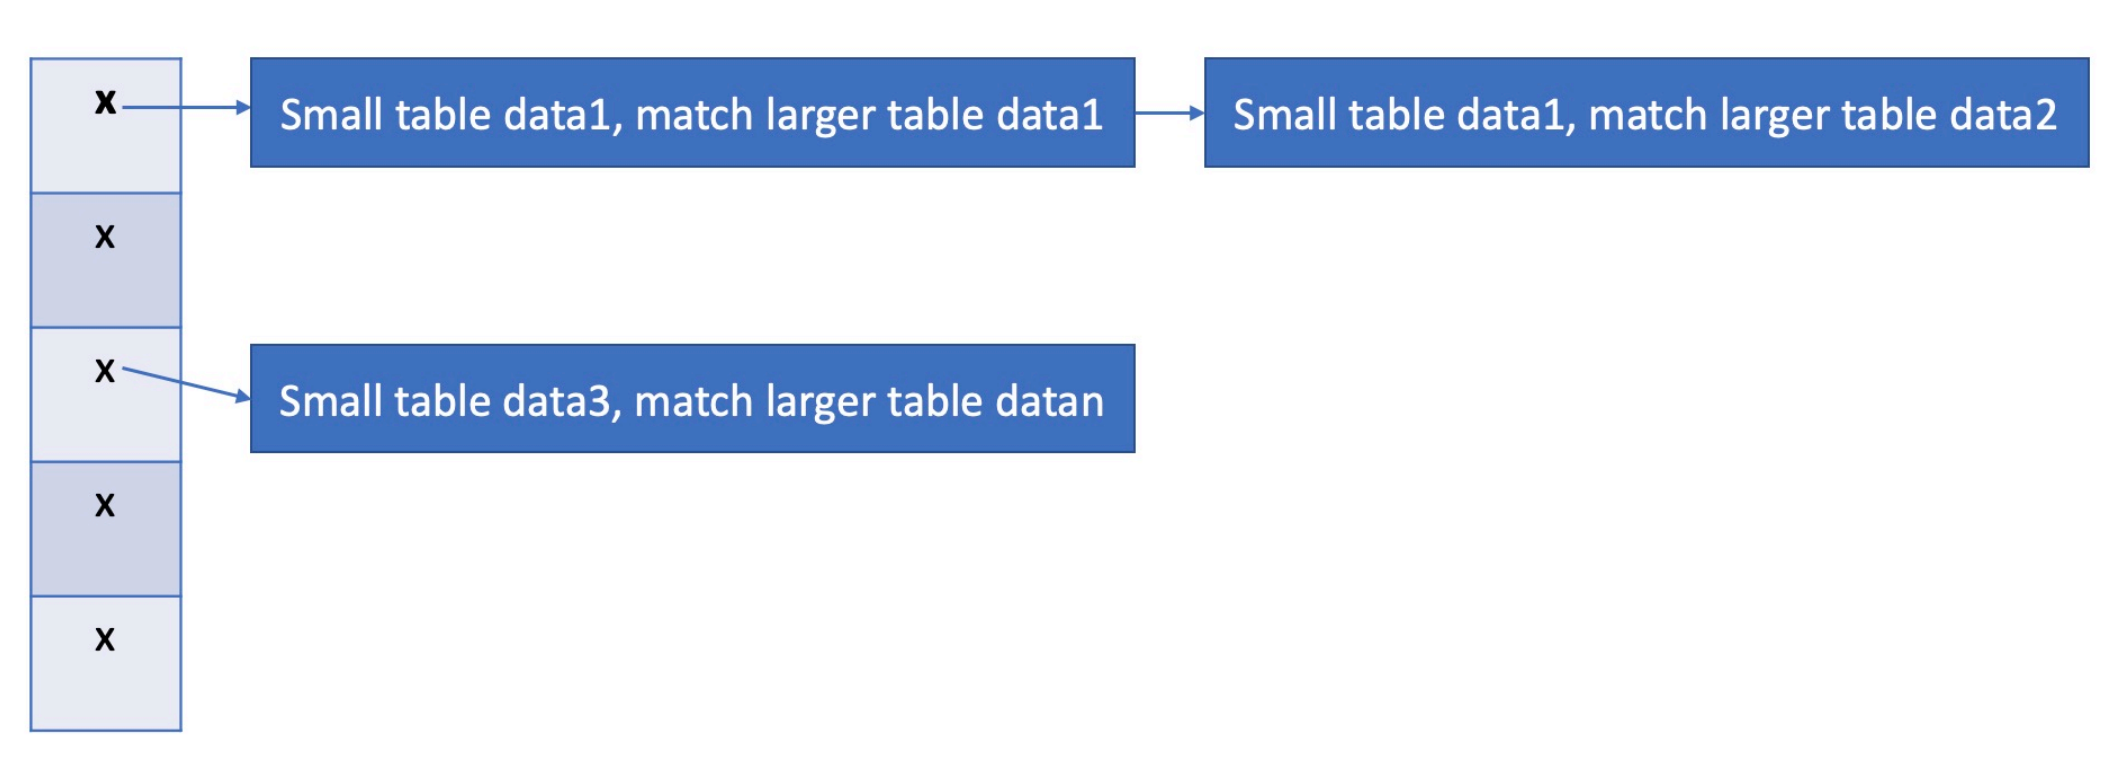 x
Small table data1, match larger table data1
Small table data1, match larger table data2
x
x
Small table data3, match larger table datan
x
x